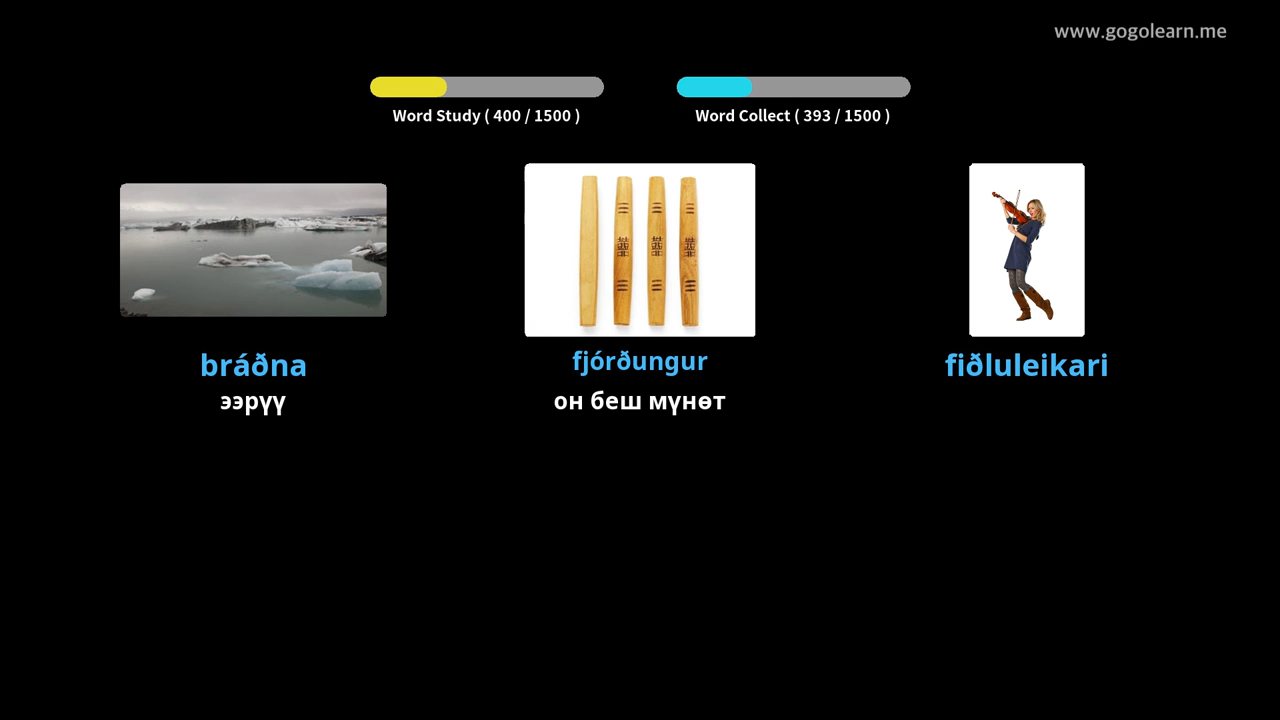 www.gogolearn.me
Word Study ( 400 / 1500 )
Word Collect ( 393 / 1500 )
bráðna
ээрүү
fjórðungur
он беш мүнөт
fiðluleikari